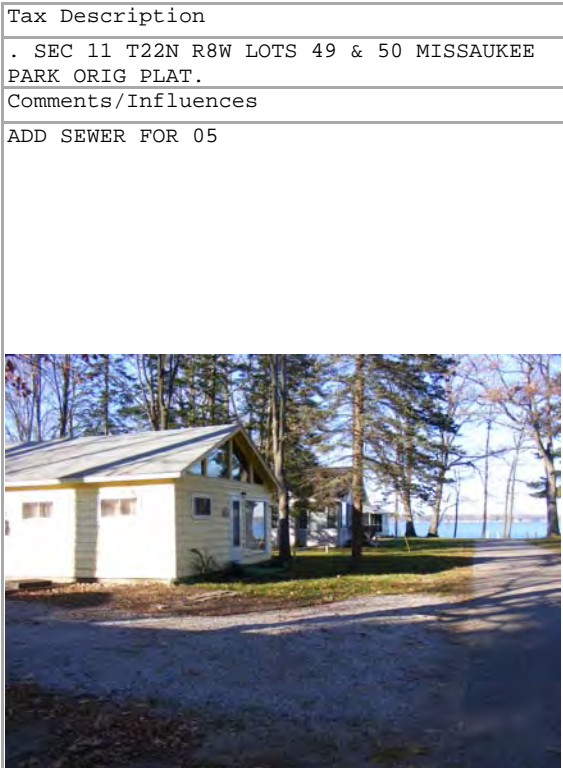 Tax Description
. SEC 11 T22N R8W LOTS 49 & 50 MISSAUKEE
PARK ORIG PLAT.
Comments/Influences
ADD SEWER FOR 05